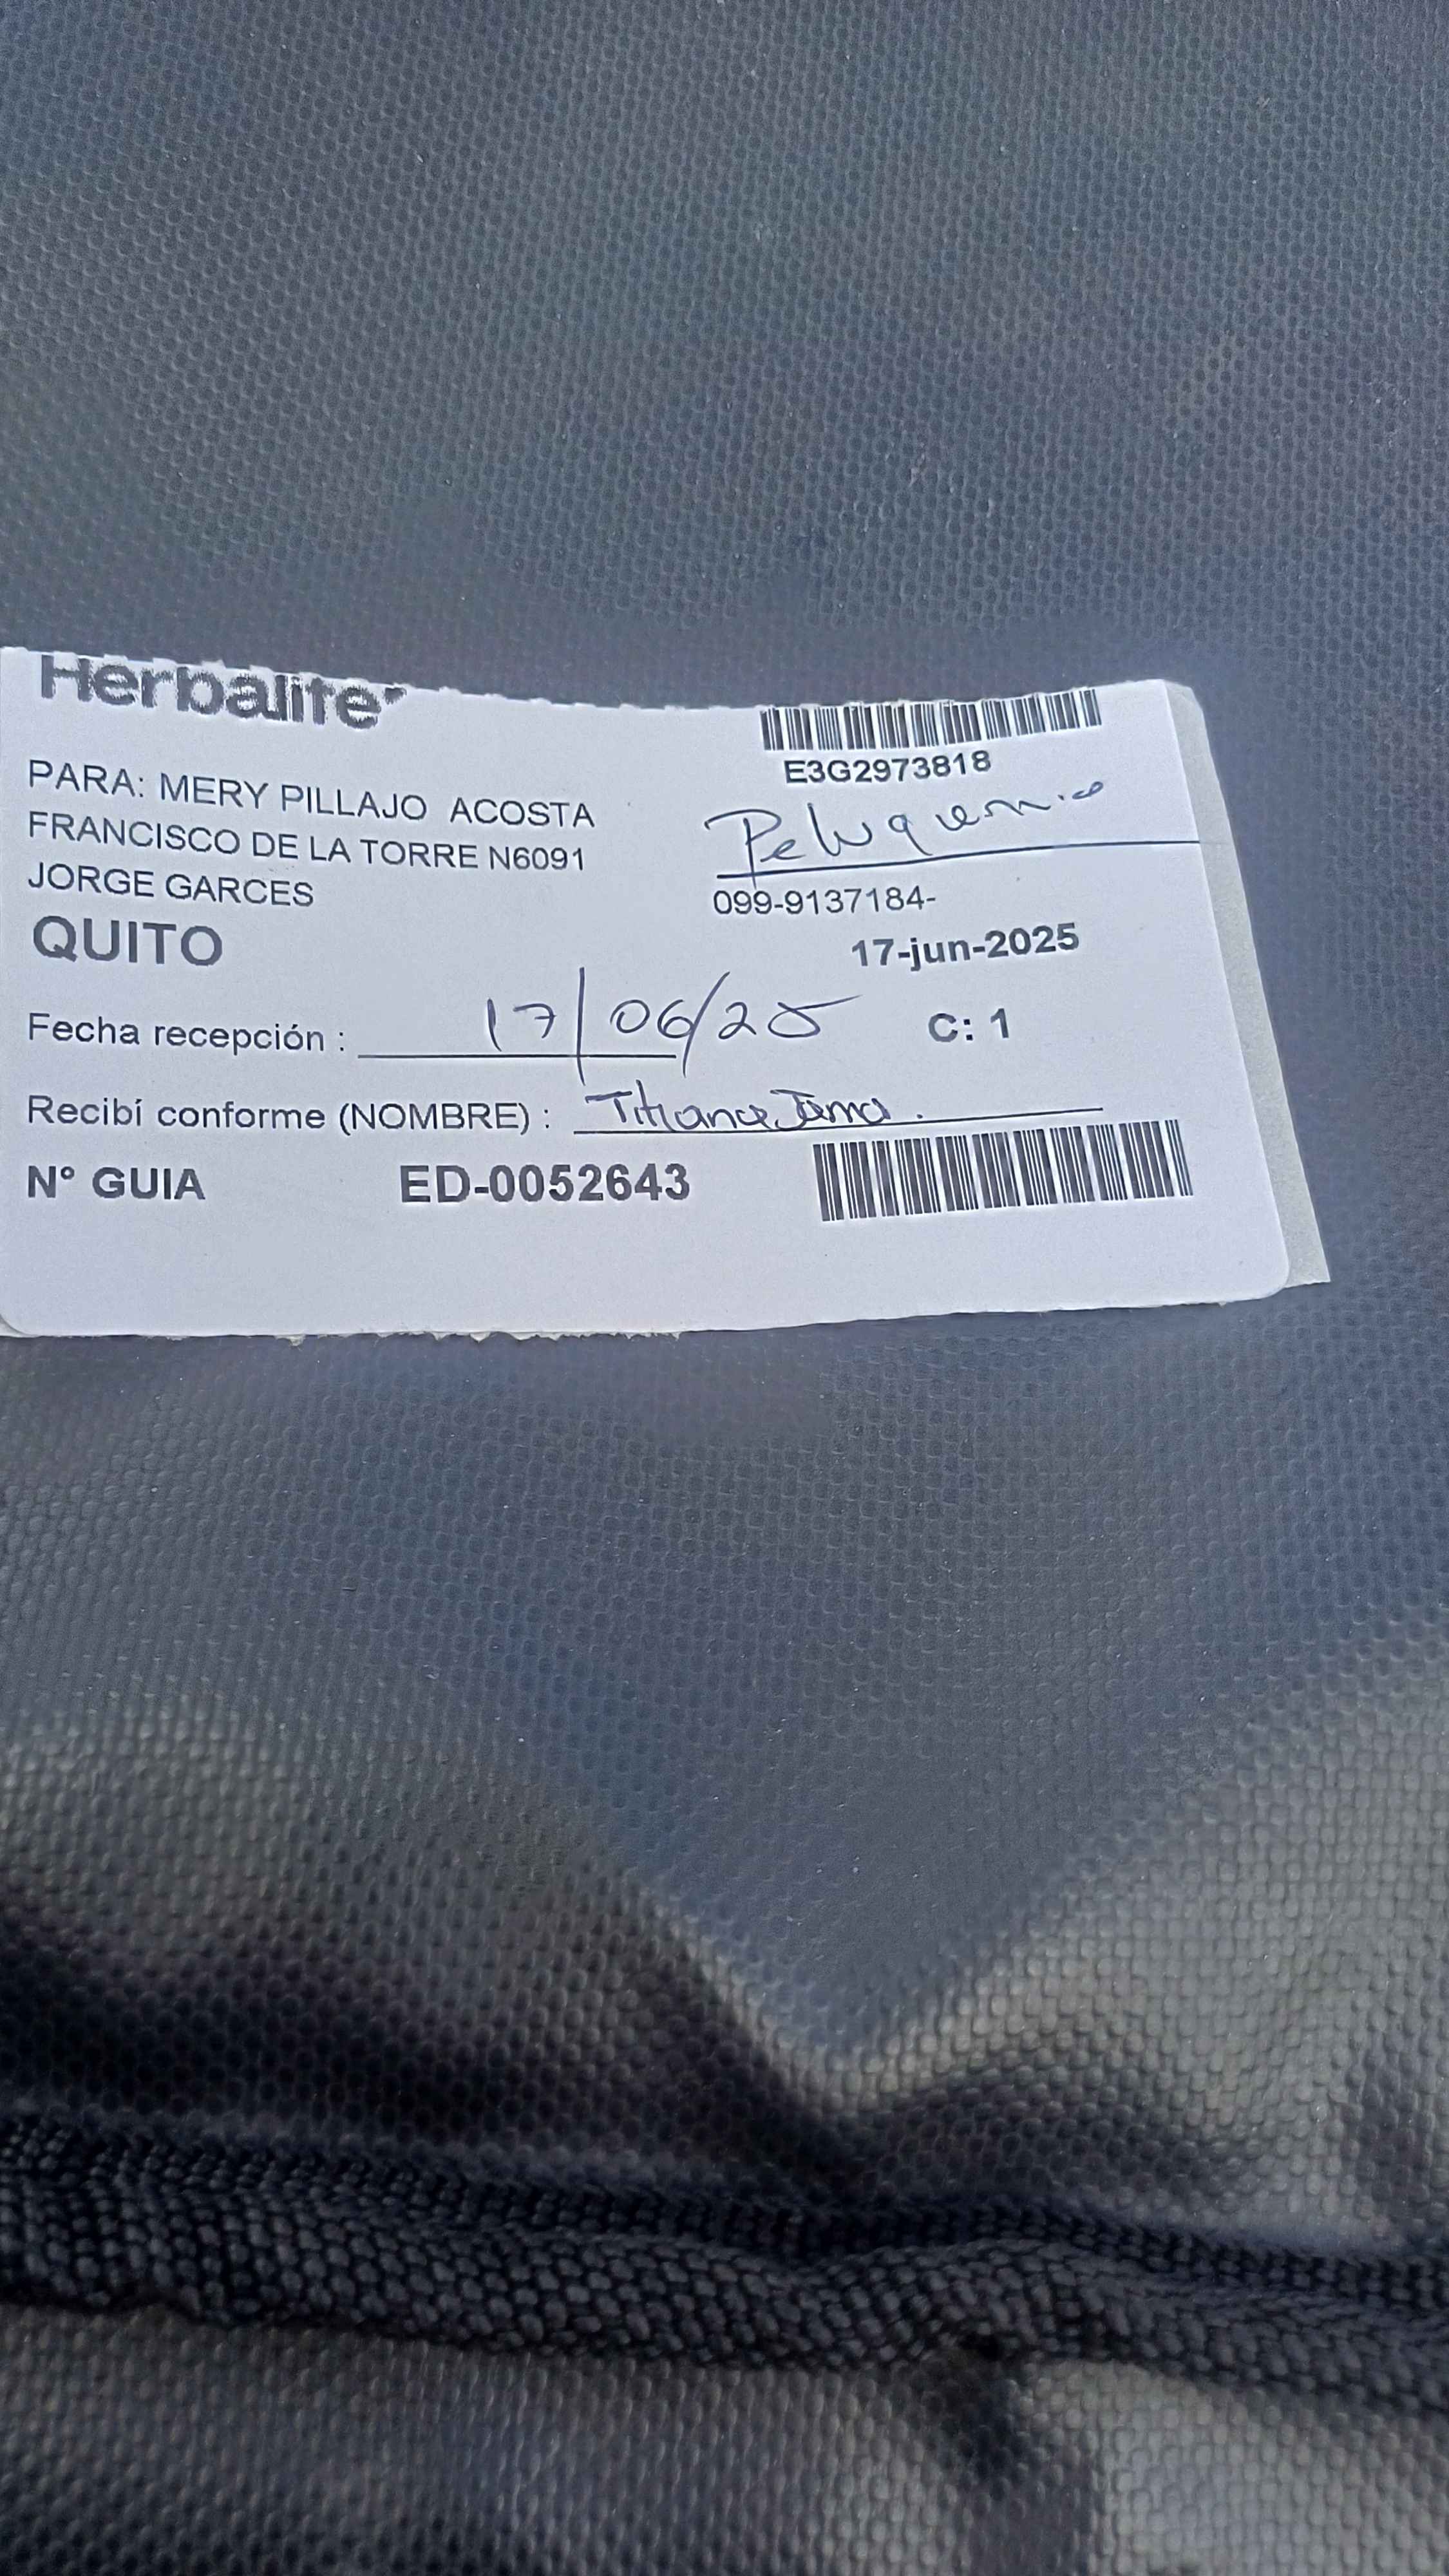 Herbalife
E3G2973818
PARA: MERY PILLAJO ACOSTA
Peluqueria
FRANCISCO DE LA TORRE N6091
JORGE GARCES
099-9137184-
QUITO
17-jun-2025
Fecha recepción : 17/06/25
C: 1
Recibí conforme (NOMBRE) :
N° GUIA ED-0052643